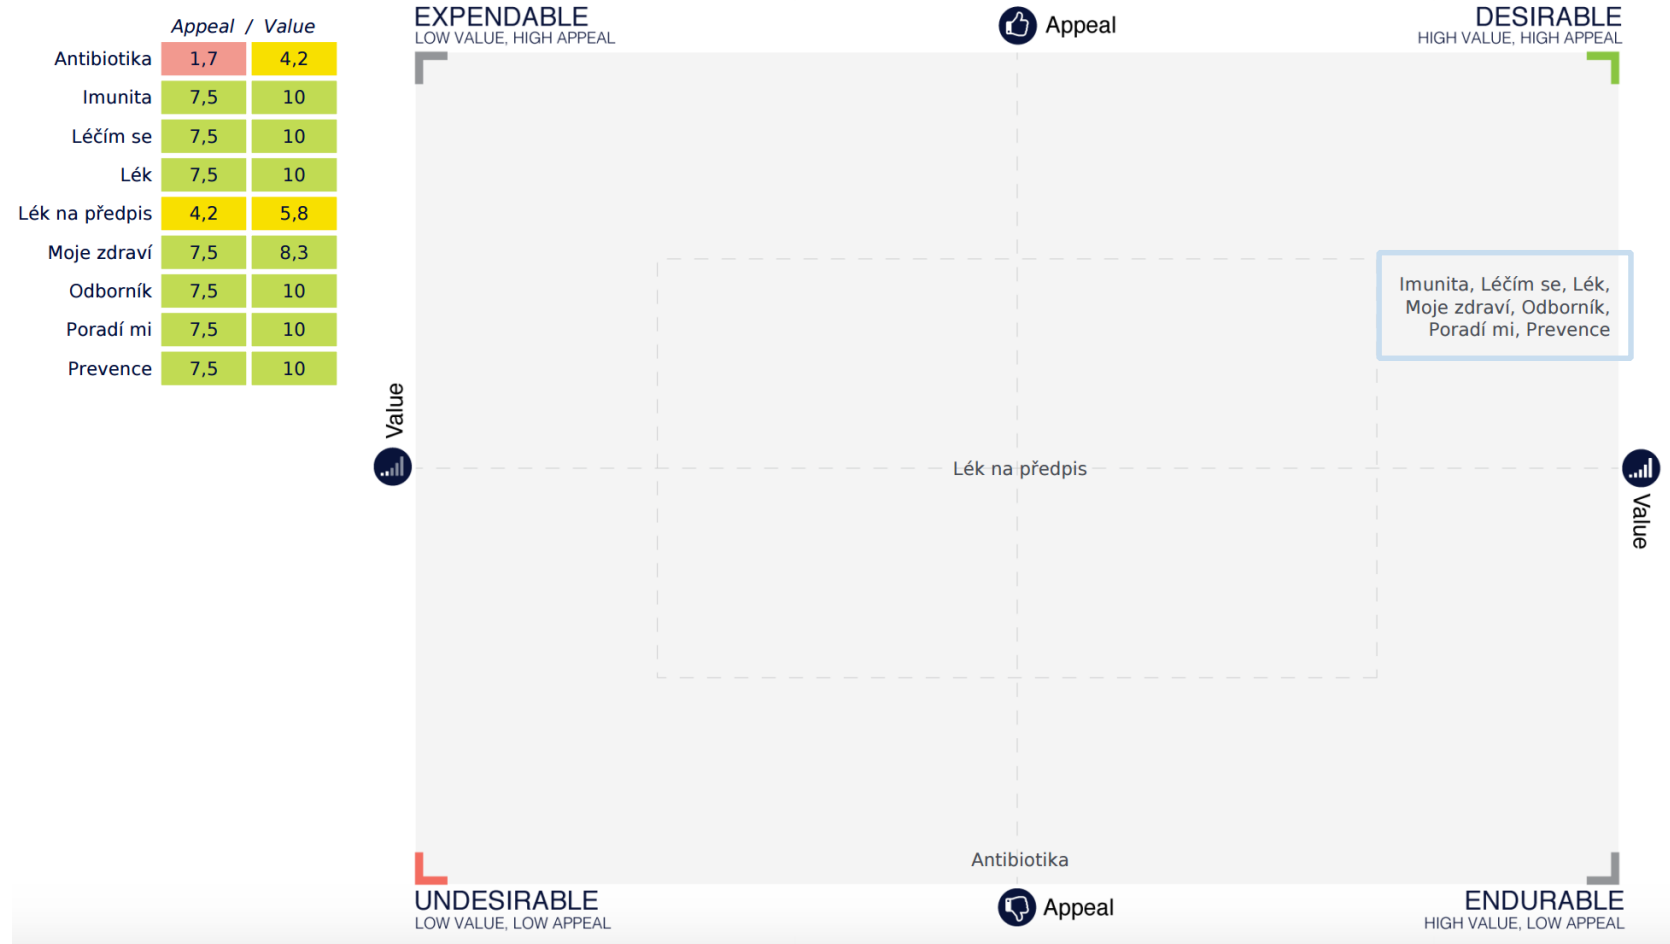 Appeal / Value
Antibiotika 1,7 4,2
Imunita 7,5 10
Léčím se 7,5 10
Lék 7,5 10
Lék na předpis 4,2 5,8
Moje zdraví 7,5 8,3
Odborník 7,5 10
Poradí mi 7,5 10
Prevence 7,5 10
EXPENDABLE
LOW VALUE, HIGH APPEAL
Appeal
DESIRABLE
HIGH VALUE, HIGH APPEAL
Imunita, Léčím se, Lék,
Moje zdraví, Odborník,
Poradí mi, Prevence
Value
Lék na předpis
Value
Antibiotika
UNDESIRABLE
LOW VALUE, LOW APPEAL
Appeal
ENDURABLE
HIGH VALUE, LOW APPEAL